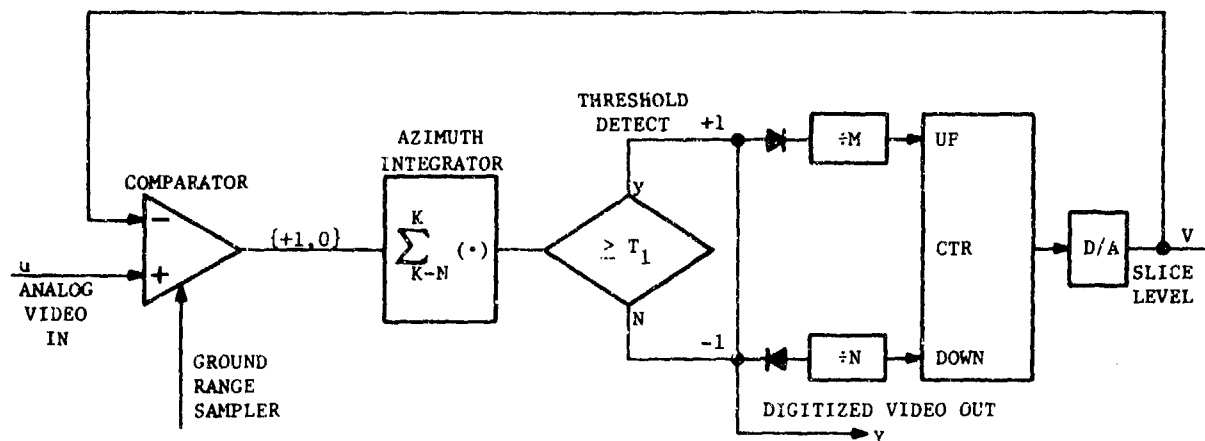 THRESHOLD
DETECT
+1
AZIMUTH
INTEGRATOR
÷M
UF
COMPARATOR
y
−
{+1,0}
K
∑ (•)
K-N
≥ T1
CTR
D/A
V
u
+
SLICE
LEVEL
ANALOG
VIDEO
IN
N
-1
÷N
DOWN
GROUND
RANGE
SAMPLER
DIGITIZED VIDEO OUT
y